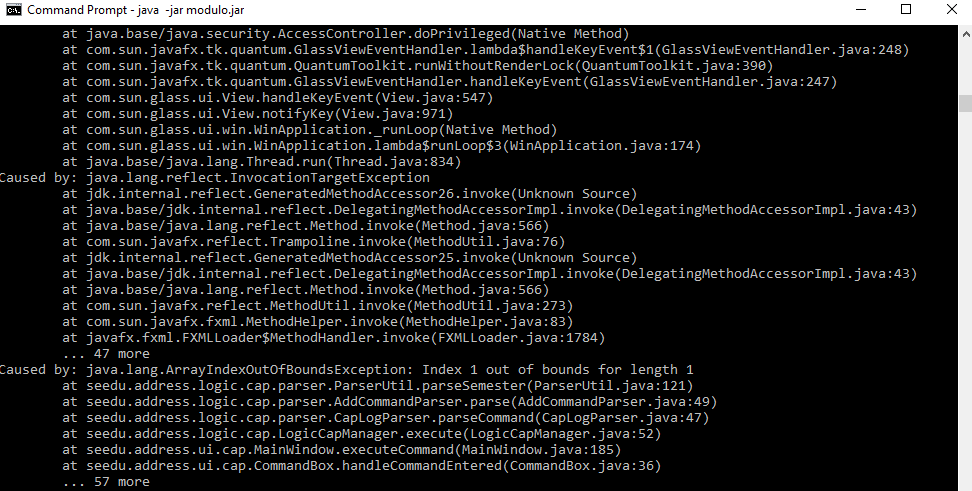 Command Prompt - java -jar modulo.jar
at java.base/java.security.AccessController.doPrivileged(Native Method)
at com.sun.javafx.tk.quantum.GlassViewEventHandler.lambda$handleKeyEvent$1(GlassViewEventHandler.java:248)
at com.sun.javafx.tk.quantum.QuantumToolkit.runWithoutRenderLock(QuantumToolkit.java:390)
at com.sun.javafx.tk.quantum.GlassViewEventHandler.handleKeyEvent(GlassViewEventHandler.java:247)
at com.sun.glass.ui.View.handleKeyEvent(View.java:547)
at com.sun.glass.ui.View.notifyKey(View.java:971)
at com.sun.glass.ui.win.WinApplication._runLoop(Native Method)
at com.sun.glass.ui.win.WinApplication.lambda$runLoop$3(WinApplication.java:174)
at java.base/java.lang.Thread.run(Thread.java:834)
Caused by: java.lang.reflect.InvocationTargetException
at jdk.internal.reflect.GeneratedMethodAccessor26.invoke(Unknown Source)
at java.base/jdk.internal.reflect.DelegatingMethodAccessorImpl.invoke(DelegatingMethodAccessorImpl.java:43)
at java.base/java.lang.reflect.Method.invoke(Method.java:566)
at com.sun.javafx.reflect.Trampoline.invoke(MethodUtil.java:76)
at jdk.internal.reflect.GeneratedMethodAccessor25.invoke(Unknown Source)
at java.base/jdk.internal.reflect.DelegatingMethodAccessorImpl.invoke(DelegatingMethodAccessorImpl.java:43)
at java.base/java.lang.reflect.Method.invoke(Method.java:566)
at com.sun.javafx.reflect.MethodUtil.invoke(MethodUtil.java:273)
at com.sun.javafx.fxml.MethodHelper.invoke(MethodHelper.java:83)
at javafx.fxml.FXMLLoader$MethodHandler.invoke(FXMLLoader.java:1784)
... 47 more
Caused by: java.lang.ArrayIndexOutOfBoundsException: Index 1 out of bounds for length 1
at seedu.address.logic.cap.parser.ParserUtil.parseSemester(ParserUtil.java:121)
at seedu.address.logic.cap.parser.AddCommandParser.parse(AddCommandParser.java:49)
at seedu.address.logic.cap.parser.CapLogParser.parseCommand(CapLogParser.java:47)
at seedu.address.logic.cap.LogicCapManager.execute(LogicCapManager.java:52)
at seedu.address.ui.cap.MainWindow.executeCommand(MainWindow.java:185)
at seedu.address.ui.cap.CommandBox.handleCommandEntered(CommandBox.java:36)
... 57 more